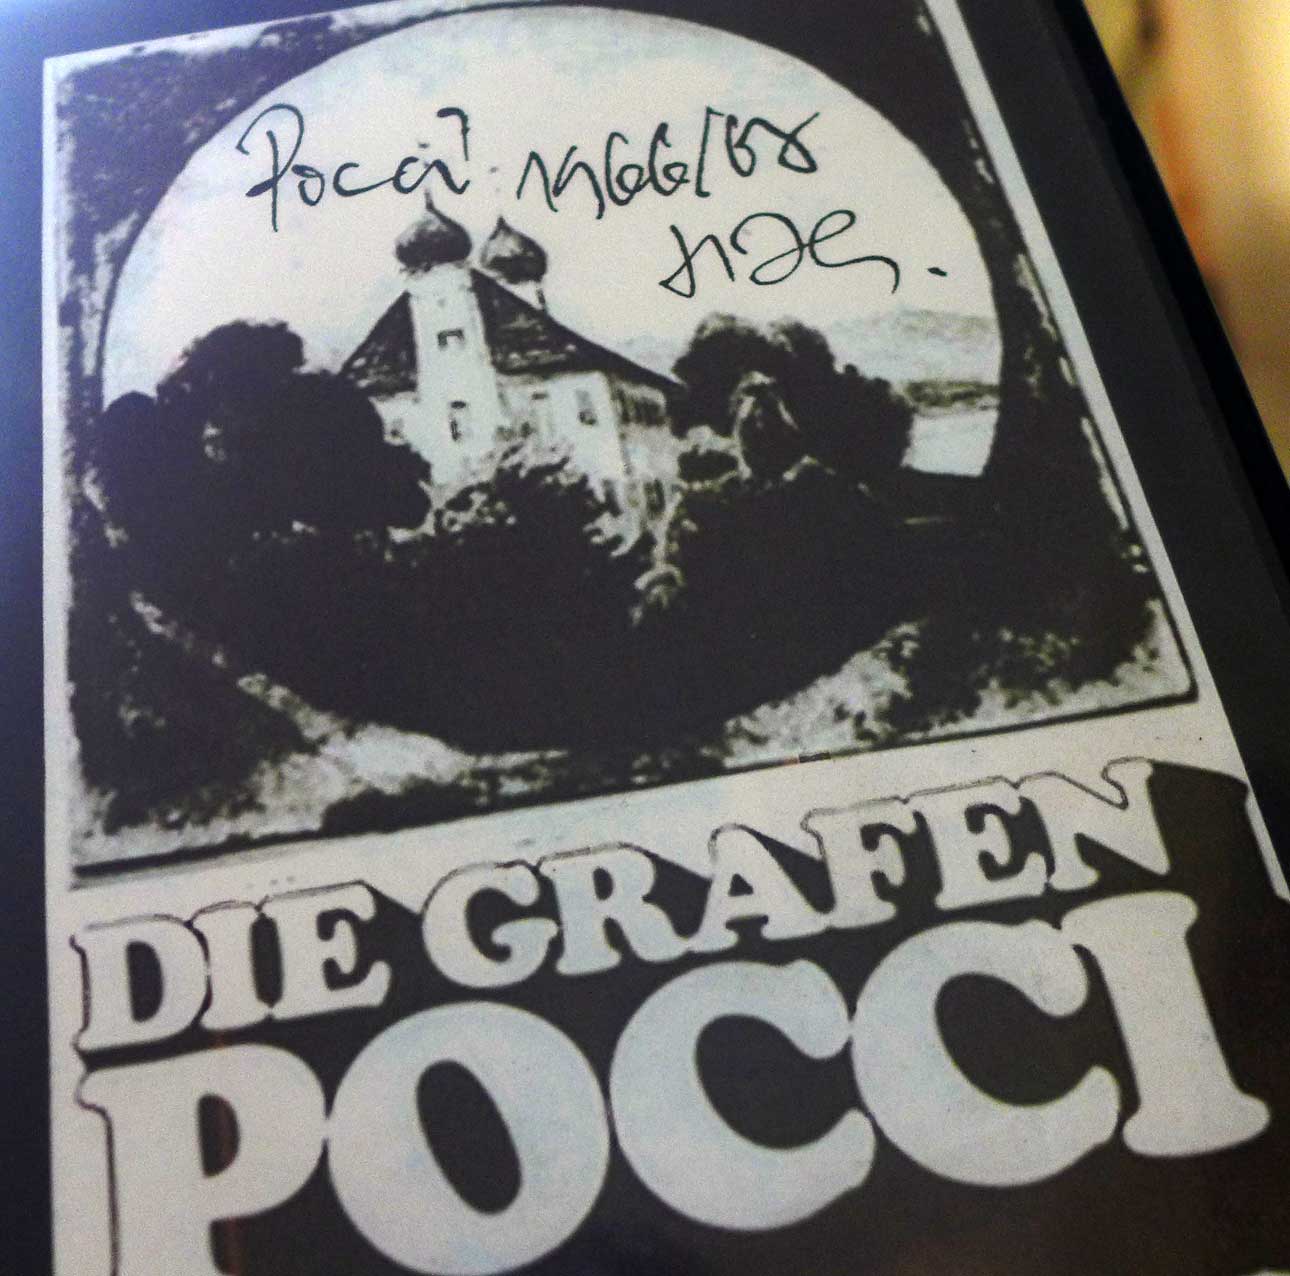 Pocci 1966/68
DIE GRAFEN
POCCI